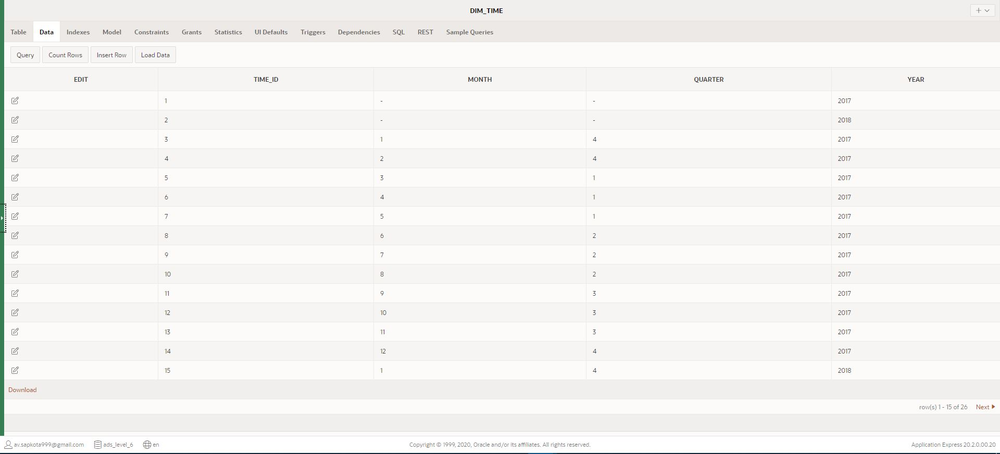 DIM_TIME
Table Data Indexes Model Constraints Grants Statistics UI Defaults Triggers Dependencies SQL REST Sample Queries
Query Count Rows Insert Row Load Data
EDIT TIME_ID MONTH QUARTER YEAR
1 - - 2017
2 - - 2018
3 1 4 2017
4 2 4 2017
5 3 1 2017
6 4 1 2017
7 5 1 2017
8 6 2 2017
9 7 2 2017
10 8 2 2017
11 9 3 2017
12 10 3 2017
13 11 3 2017
14 12 4 2017
15 1 4 2018
Download
row(s) 1 - 15 of 26 Next
av.sapkota999@gmail.com ads_level_6 en Copyright © 1999, 2020, Oracle and/or its affiliates. All rights reserved. Application Express 20.2.0.00.20